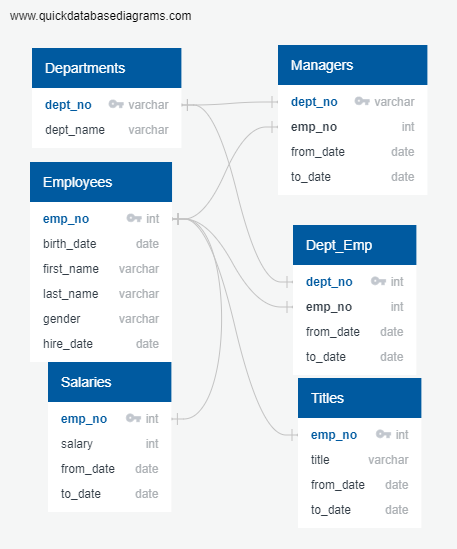 www.quickdatabasediagrams.com
Departments
dept_no varchar
dept_name varchar
Managers
dept_no varchar
emp_no int
from_date date
to_date date
Employees
emp_no int
birth_date date
first_name varchar
last_name varchar
gender varchar
hire_date date
Dept_Emp
dept_no int
emp_no int
from_date date
to_date date
Salaries
emp_no int
salary int
from_date date
to_date date
Titles
emp_no int
title varchar
from_date date
to_date date